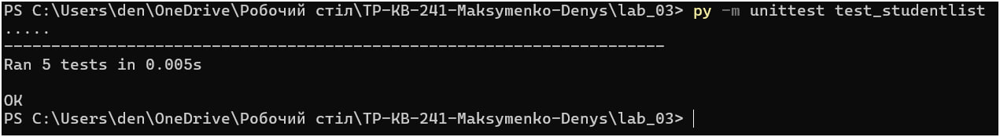 PS C:\Users\den\OneDrive\Робочий стіл\TP-KB-241-Maksymenko-Denys\lab_03> py -m unittest test_studentlist
.....
----------------------------------------------------------------------
Ran 5 tests in 0.005s
OK
PS C:\Users\den\OneDrive\Робочий стіл\TP-KB-241-Maksymenko-Denys\lab_03>